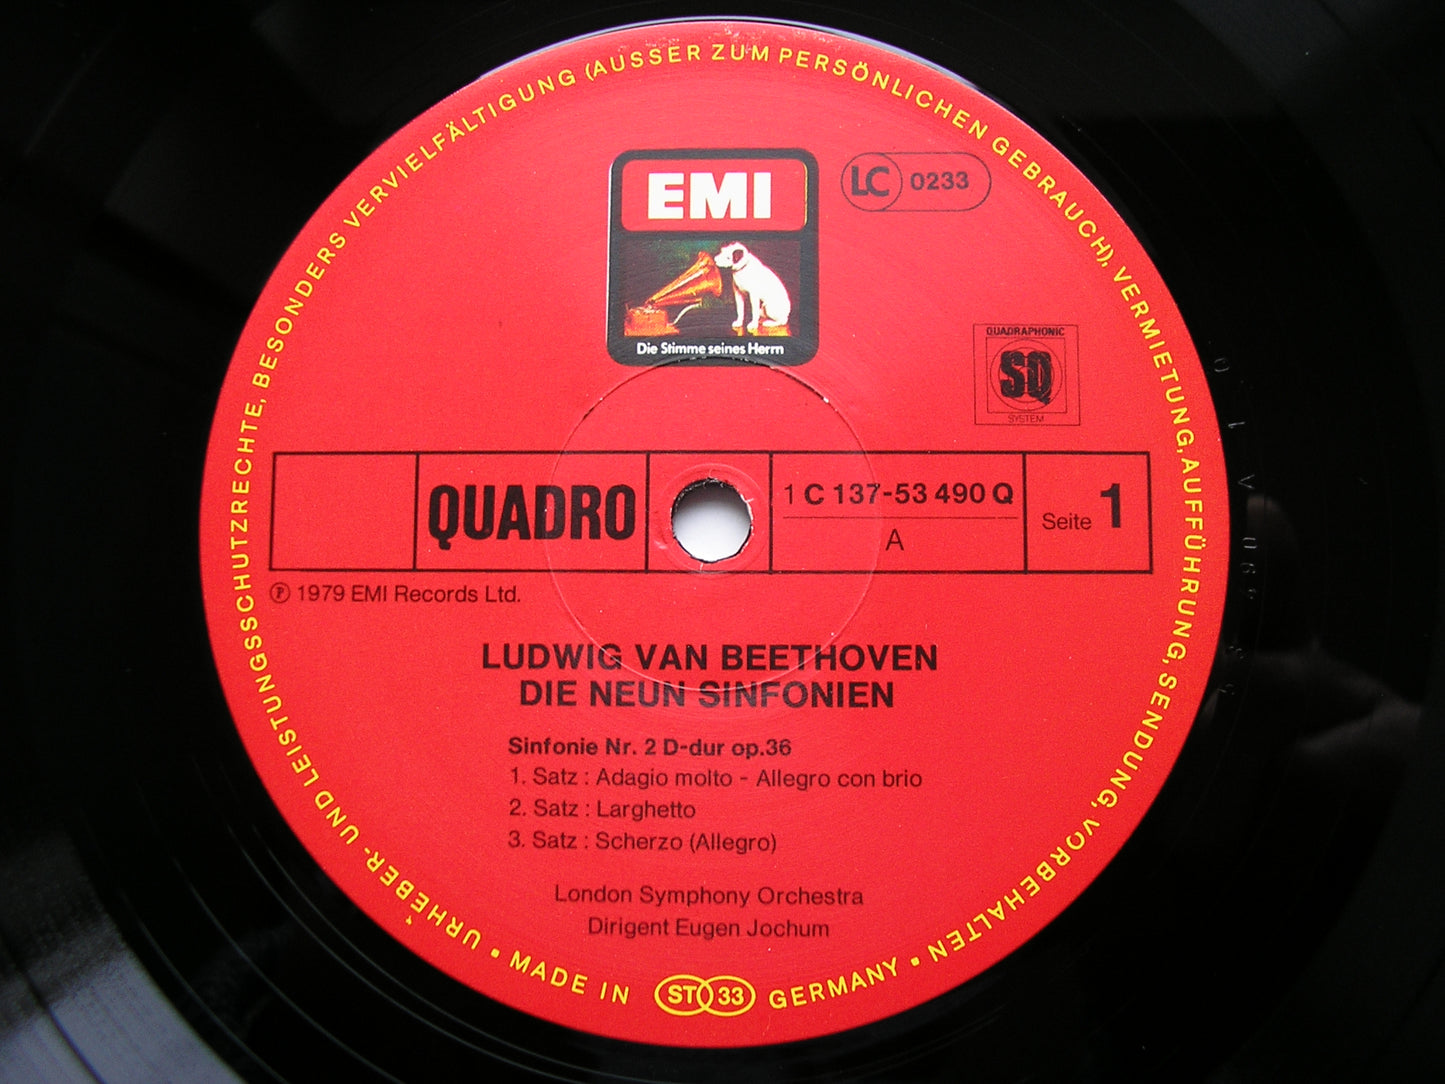 URHEBER- UND LEISTUNGSSCHUTZRECHTE, BESONDERS VERVIELFÄLTIGUNG (AUSSER ZUM PERSÖNLICHEN GEBRAUCH), VERMIETUNG, AUFFÜHRUNG, SENDUNG, VORBEHALTEN •
EMI
LC 0233
Die Stimme seines Herrn
QUADRAPHONIC
SQ
SYSTEM
QUADRO
1 C 137-53 490 Q
A
Seite 1
℗ 1979 EMI Records Ltd.
LUDWIG VAN BEETHOVEN
DIE NEUN SINFONIEN
Sinfonie Nr. 2 D-dur op.36
1. Satz : Adagio molto - Allegro con brio
2. Satz : Larghetto
3. Satz : Scherzo (Allegro)
London Symphony Orchestra
Dirigent Eugen Jochum
• MADE IN ST 33 GERMANY